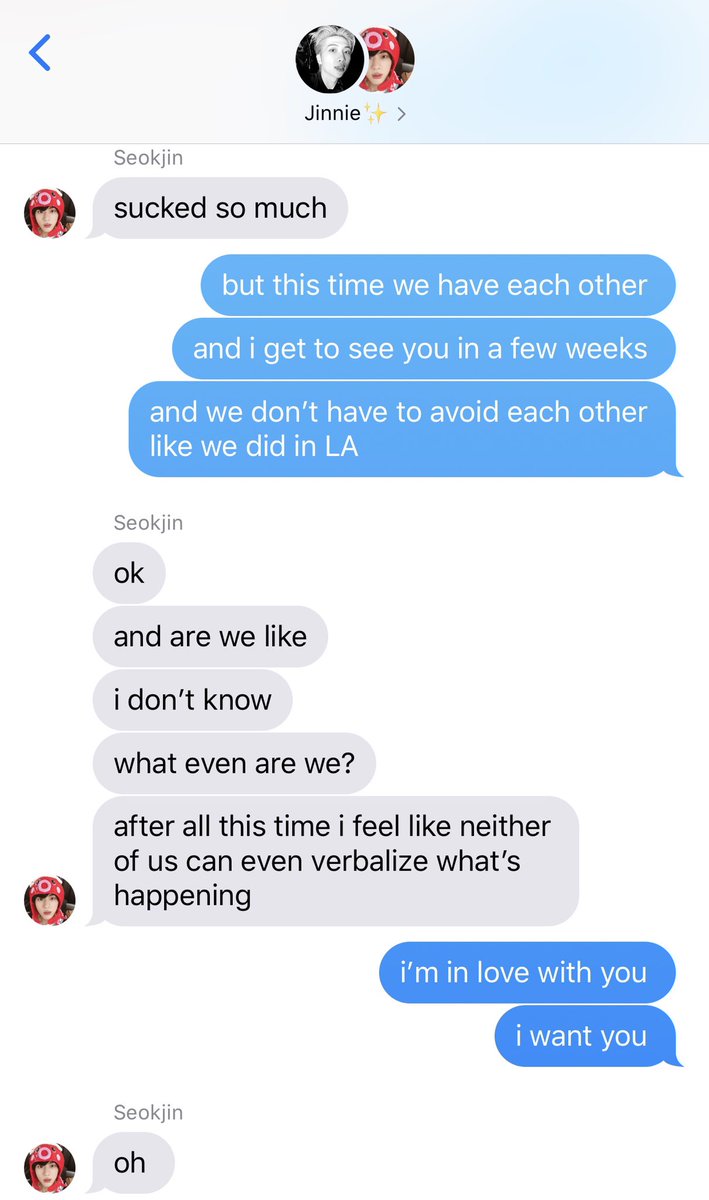 Jinnie✨
Seokjin
sucked so much
but this time we have each other
and i get to see you in a few weeks
and we don’t have to avoid each other
like we did in LA
Seokjin
ok
and are we like
i don’t know
what even are we?
after all this time i feel like neither
of us can even verbalize what’s
happening
i’m in love with you
i want you
Seokjin
oh